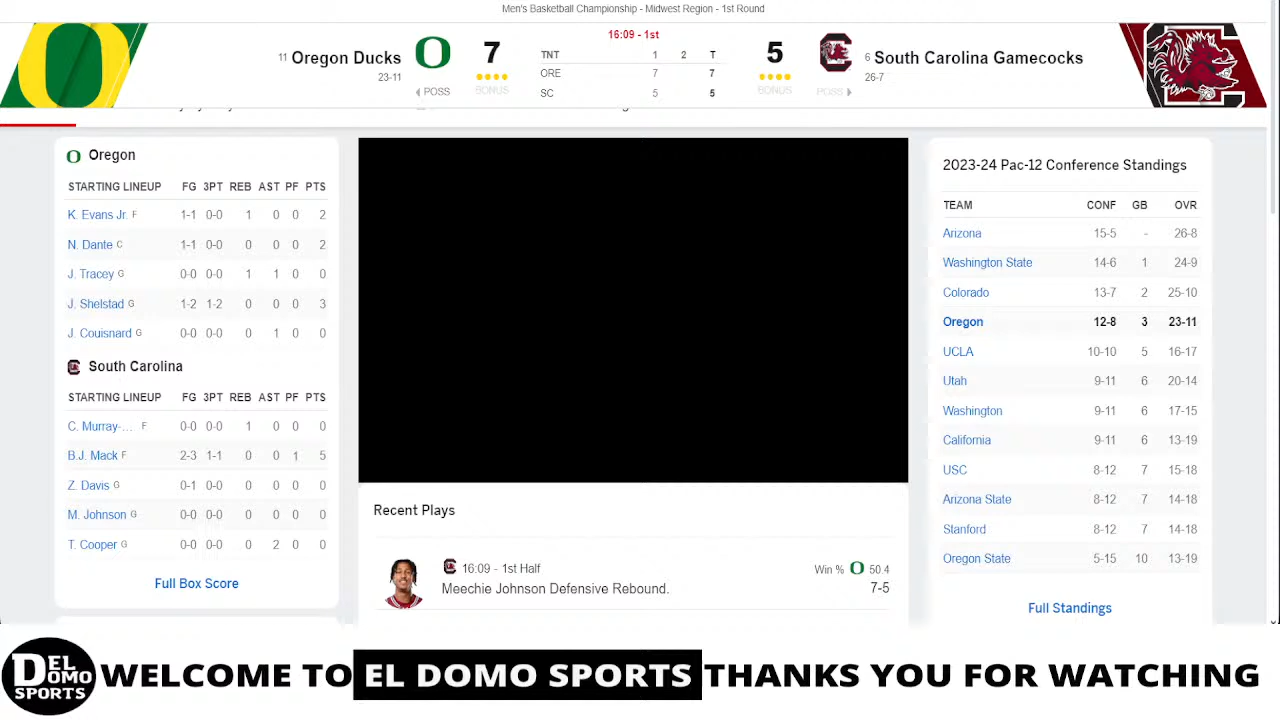 Men's Basketball Championship - Midwest Region - 1st Round
11 Oregon Ducks
23-11
POSS
7
BONUS
16:09 - 1st
TNT 1 2 T
ORE 7 7
SC 5 5
5
BONUS
6 South Carolina Gamecocks
26-7
POSS
Oregon
STARTING LINEUP FG 3PT REB AST PF PTS
K. Evans Jr. F 1-1 0-0 1 0 0 2
N. Dante C 1-1 0-0 0 0 0 2
J. Tracey G 0-0 0-0 1 1 0 0
J. Shelstad G 1-2 1-2 0 0 0 3
J. Couisnard G 0-0 0-0 0 1 0 0
South Carolina
STARTING LINEUP FG 3PT REB AST PF PTS
C. Murray-... F 0-0 0-0 1 0 0 0
B.J. Mack F 2-3 1-1 0 0 1 5
Z. Davis G 0-1 0-0 0 0 0 0
M. Johnson G 0-0 0-0 0 0 0 0
T. Cooper G 0-0 0-0 0 2 0 0
Full Box Score
Recent Plays
16:09 - 1st Half
Meechie Johnson Defensive Rebound.
Win % 50.4
7-5
2023-24 Pac-12 Conference Standings
TEAM CONF GB OVR
Arizona 15-5 - 26-8
Washington State 14-6 1 24-9
Colorado 13-7 2 25-10
Oregon 12-8 3 23-11
UCLA 10-10 5 16-17
Utah 9-11 6 20-14
Washington 9-11 6 17-15
California 9-11 6 13-19
USC 8-12 7 15-18
Arizona State 8-12 7 14-18
Stanford 8-12 7 14-18
Oregon State 5-15 10 13-19
Full Standings
DEL DOMO SPORTS
WELCOME TO EL DOMO SPORTS THANKS YOU FOR WATCHING